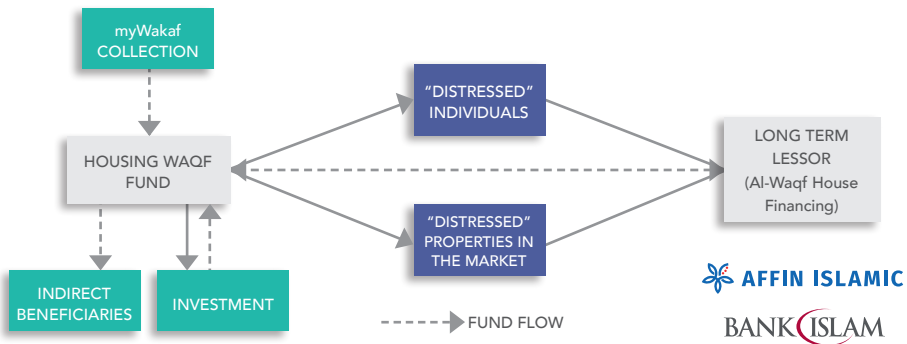 myWakaf
COLLECTION
"DISTRESSED"
INDIVIDUALS
HOUSING WAQF
FUND
LONG TERM
LESSOR
(Al-Waqf House
Financing)
"DISTRESSED"
PROPERTIES IN
THE MARKET
INDIRECT
BENEFICIARIES
INVESTMENT
FUND FLOW
AFFIN ISLAMIC
BANK ISLAM